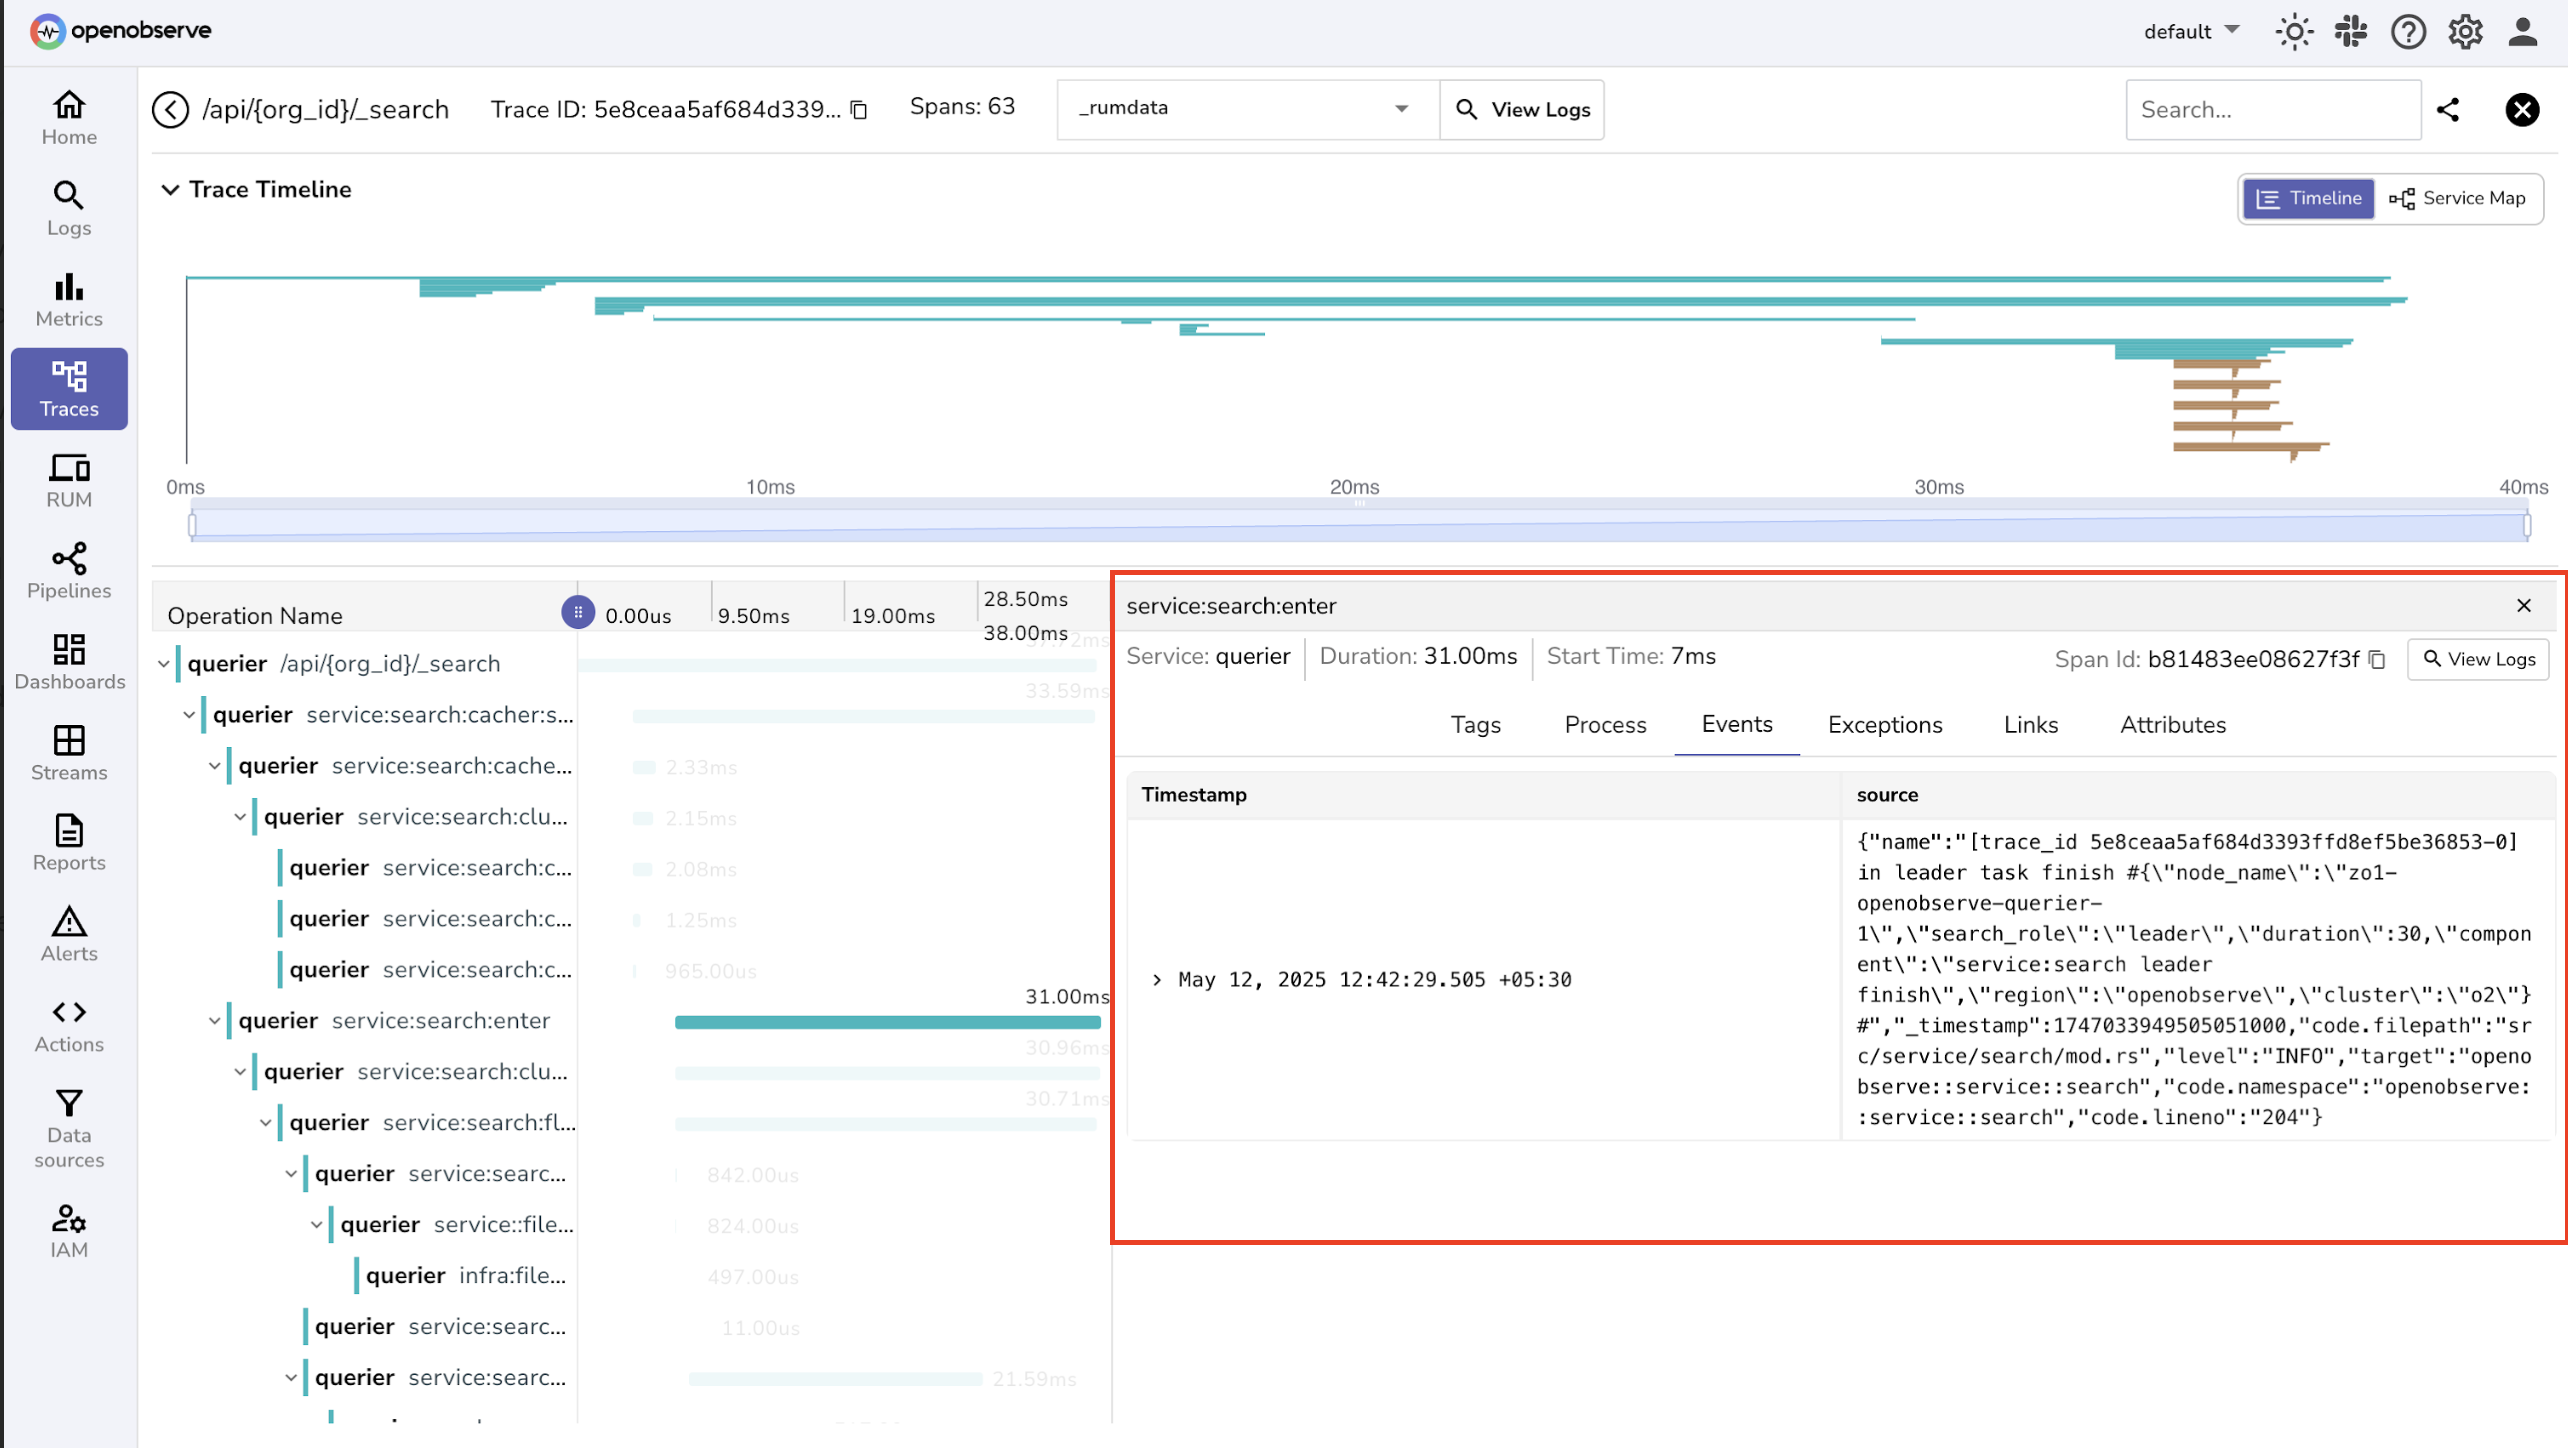 openobserve
default
Home
Logs
Metrics
Traces
RUM
Pipelines
Dashboards
Streams
Reports
Alerts
Actions
Data
sources
IAM
/api/{org_id}/_search
Trace ID: 5e8ceaa5af684d339...
Spans: 63
_rumdata
View Logs
Search...
Trace Timeline
Timeline
Service Map
0ms
10ms
20ms
30ms
40ms
Operation Name
0.00us
9.50ms
19.00ms
28.50ms
38.00ms
37.72ms
querier /api/{org_id}/_search
33.59ms
querier service:search:cacher:s...
querier service:search:cache...
2.33ms
querier service:search:clu...
2.15ms
querier service:search:c...
2.08ms
querier service:search:c...
1.25ms
querier service:search:c...
965.00us
31.00ms
querier service:search:enter
30.96ms
querier service:search:clu...
30.71ms
querier service:search:fl...
querier service:searc...
842.00us
querier service::file...
824.00us
querier infra:file...
497.00us
querier service:searc...
11.00us
querier service:searc...
21.59ms
service:search:enter
Service: querier
Duration: 31.00ms
Start Time: 7ms
Span Id: b81483ee08627f3f
View Logs
Tags
Process
Events
Exceptions
Links
Attributes
Timestamp
source
May 12, 2025 12:42:29.505 +05:30
{"name":"[trace_id 5e8ceaa5af684d3393ffd8ef5be36853-0]
in leader task finish #{\"node_name\":\"zo1-
openobserve-querier-
1\",\"search_role\":\"leader\",\"duration\":30,\"compon
ent\":\"service:search leader
finish\",\"region\":\"openobserve\",\"cluster\":\"o2\"}
#","_timestamp":1747033949505051000,"code.filepath":"sr
c/service/search/mod.rs","level":"INFO","target":"openo
bserve::service::search","code.namespace":"openobserve:
:service::search","code.lineno":"204"}